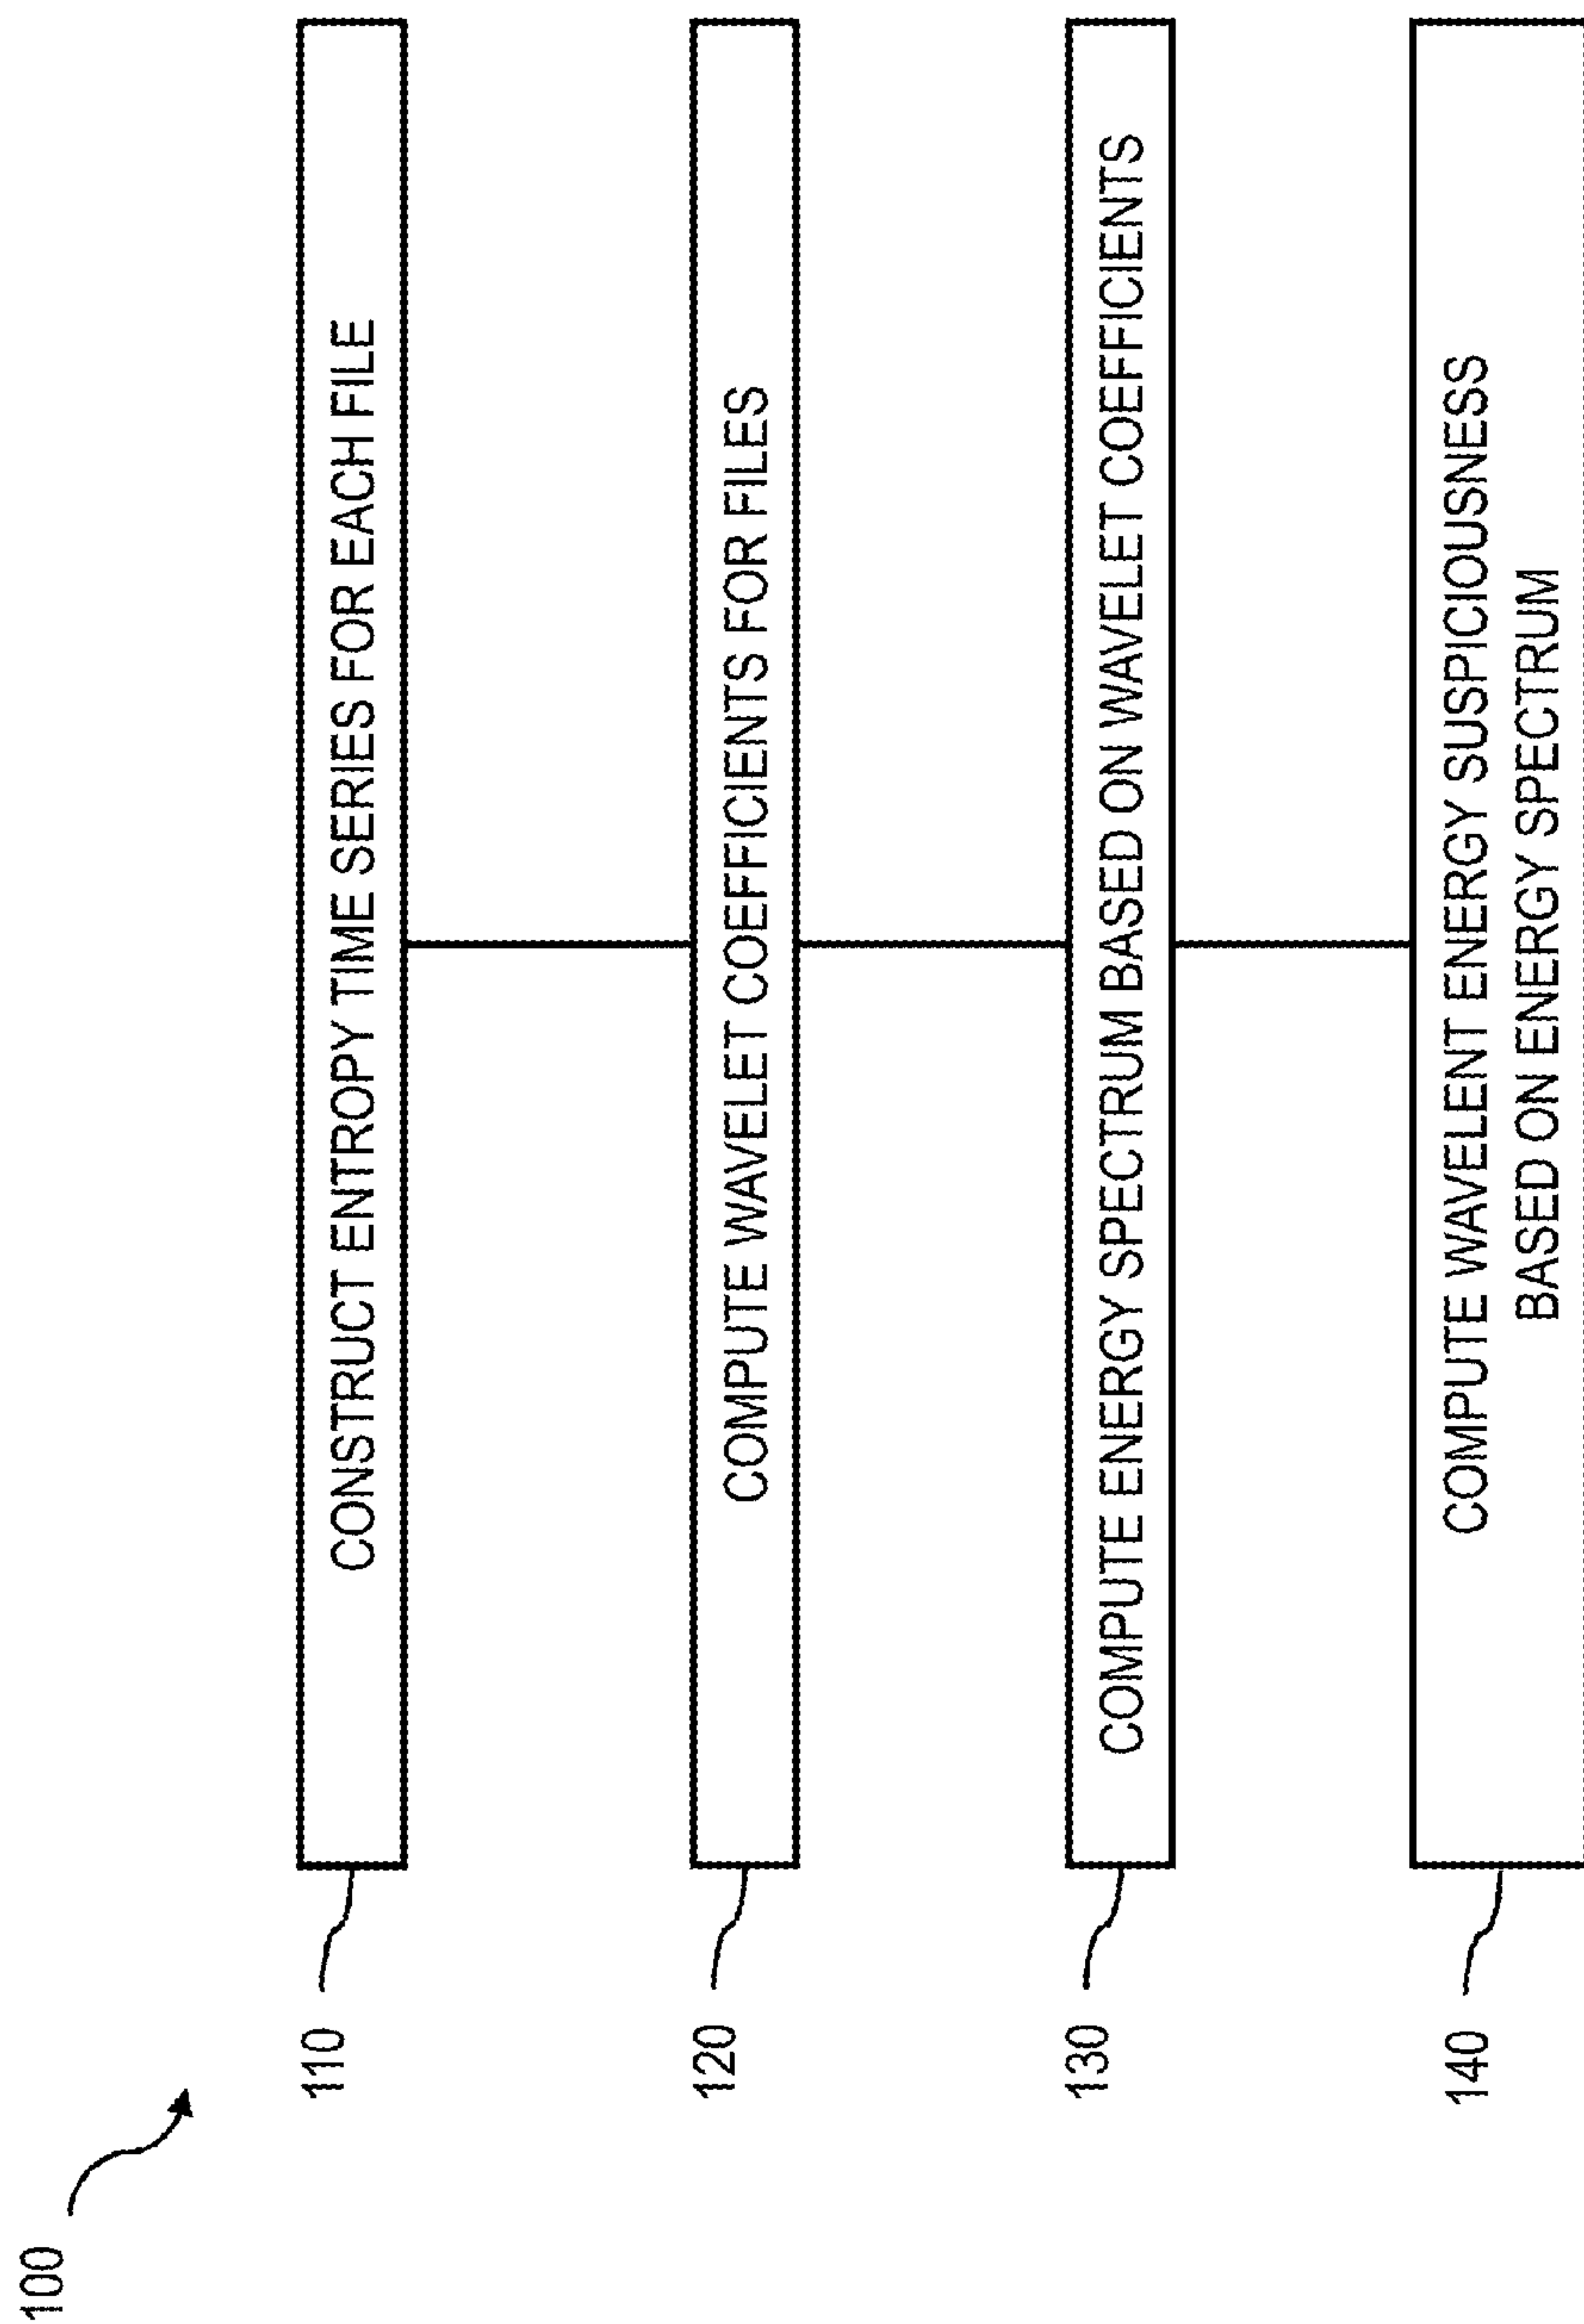 100
110
CONSTRUCT ENTROPY TIME SERIES FOR EACH FILE
120
COMPUTE WAVELET COEFFICIENTS FOR FILES
130
COMPUTE ENERGY SPECTRUM BASED ON WAVELET COEFFICIENTS
140
COMPUTE WAVELENT ENERGY SUSPICIOUSNESS
BASED ON ENERGY SPECTRUM